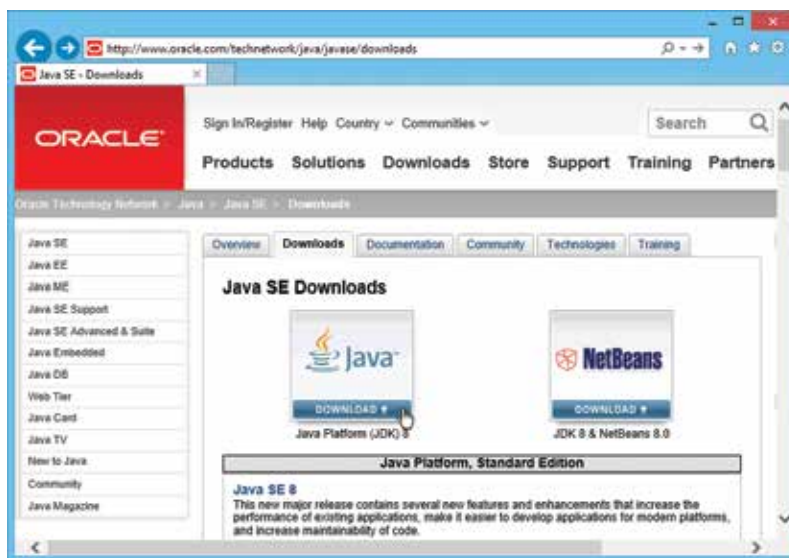 http://www.oracle.com/technetwork/java/javase/downloads
Java SE - Downloads
ORACLE
Sign In/Register Help Country Communities
Search
Products Solutions Downloads Store Support Training Partners
Oracle Technology Network > Java > Java SE > Downloads
Java SE
Java EE
Java ME
Java SE Support
Java SE Advanced & Suite
Java Embedded
Java DB
Web Tier
Java Card
Java TV
New to Java
Community
Java Magazine
Overview Downloads Documentation Community Technologies Training
Java SE Downloads
Java
DOWNLOAD
Java Platform (JDK) 8
NetBeans
DOWNLOAD
JDK 8 & NetBeans 8.0
Java Platform, Standard Edition
Java SE 8
This new major release contains several new features and enhancements that increase the
performance of existing applications, make it easier to develop applications for modern platforms,
and increase maintainability of code.